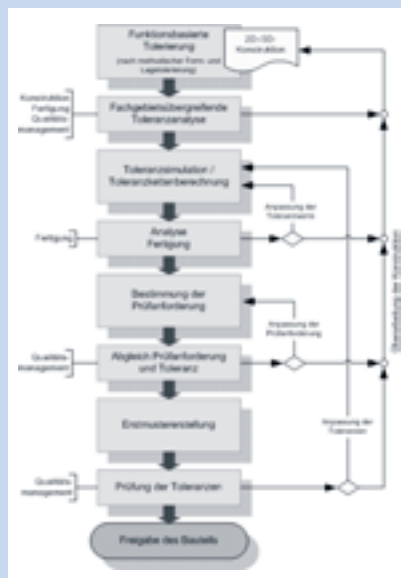 Funktionsbasierte
Tolerierung
(nach methodischer Form- und
Lagetolerierung)
2D-/3D-
Konstruktion
Konstruktion
Fertigung
Qualitäts-
management
Fachgebietsübergreifende
Toleranzanalyse
Toleranzsimulation /
Toleranzkettenberechnung
Anpassung der
Toleranzwerte
Fertigung
Analyse
Fertigung
Überarbeitung der Konstruktion
Bestimmung der
Prüfanforderung
Anpassung der
Prüfanforderung
Qualitäts-
management
Abgleich Prüfanforderung
und Toleranz
Erstmustererstellung
Anpassung der
Toleranzen
Qualitäts-
management
Prüfung der Toleranzen
Freigabe des Bauteils